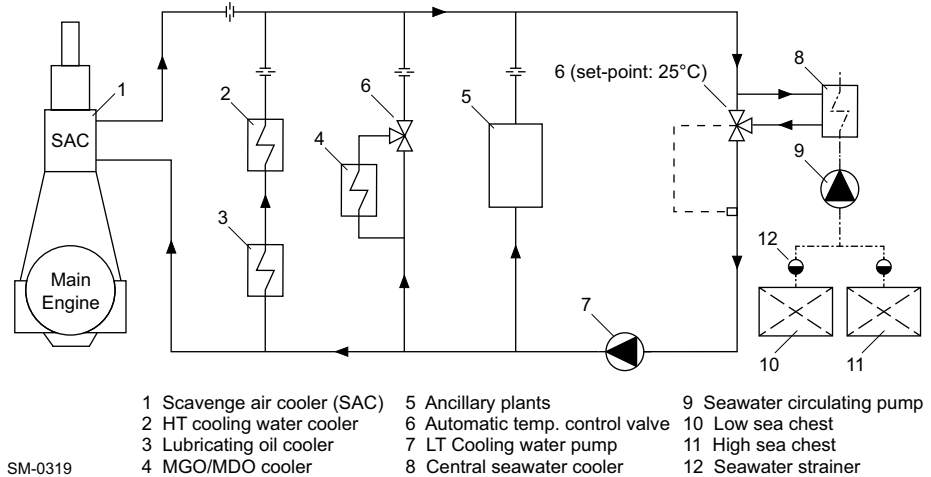 1
SAC
Main
Engine
2
3
4
6
5
6 (set-point: 25°C)
8
9
12
7
10
11
1 Scavenge air cooler (SAC)
2 HT cooling water cooler
3 Lubricating oil cooler
4 MGO/MDO cooler
5 Ancillary plants
6 Automatic temp. control valve
7 LT Cooling water pump
8 Central seawater cooler
9 Seawater circulating pump
10 Low sea chest
11 High sea chest
12 Seawater strainer
SM-0319